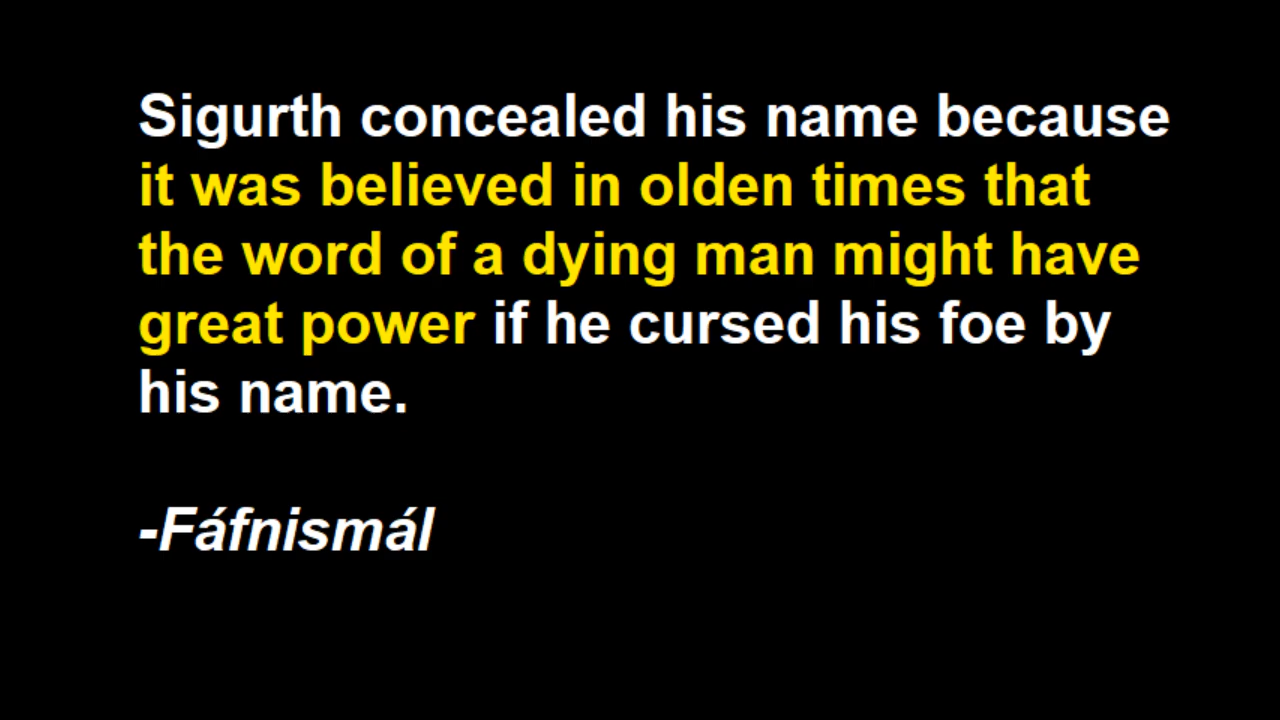 Sigurth concealed his name because
it was believed in olden times that
the word of a dying man might have
great power if he cursed his foe by
his name.
-Fáfnismál